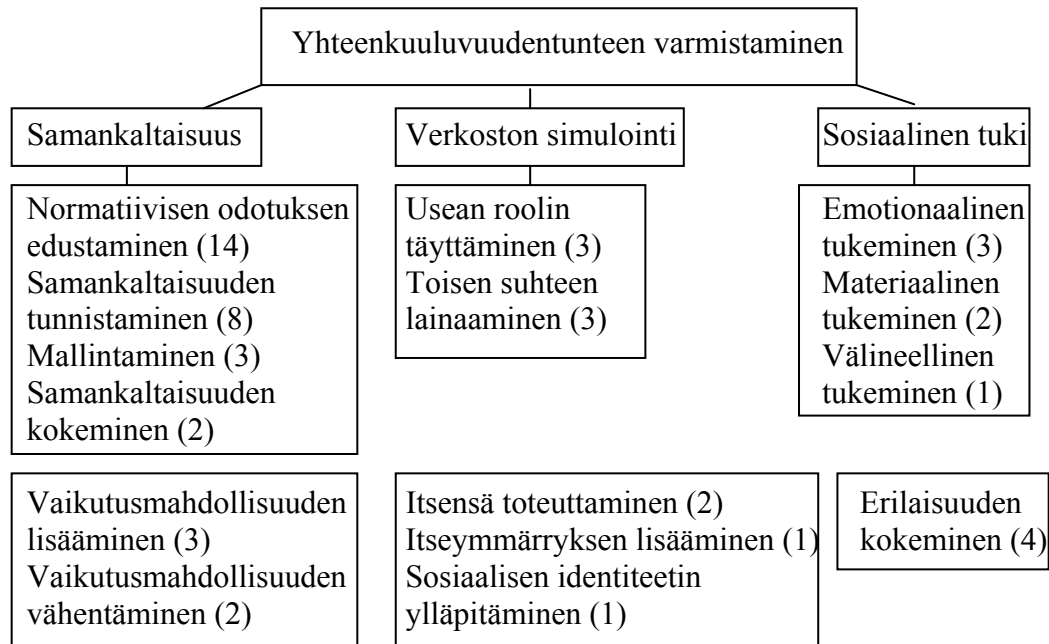 Yhteenkuuluvuudentunteen varmistaminen
Samankaltaisuus
Normatiivisen odotuksen
edustaminen (14)
Samankaltaisuuden
tunnistaminen (8)
Mallintaminen (3)
Samankaltaisuuden
kokeminen (2)
Verkoston simulointi
Usean roolin
täyttäminen (3)
Toisen suhteen
lainaaminen (3)
Sosiaalinen tuki
Emotionaalinen
tukeminen (3)
Materiaalinen
tukeminen (2)
Välineellinen
tukeminen (1)
Vaikutusmahdollisuuden
lisääminen (3)
Vaikutusmahdollisuuden
vähentäminen (2)
Itsensä toteuttaminen (2)
Itseymmärryksen lisääminen (1)
Sosiaalisen identiteetin
ylläpitäminen (1)
Erilaisuuden
kokeminen (4)